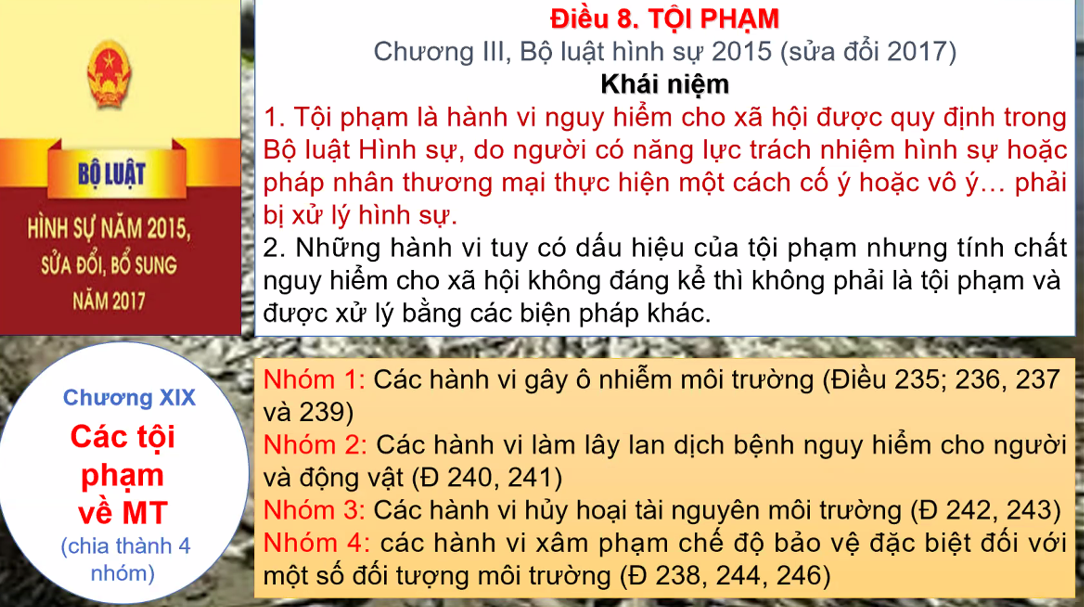 Điều 8. TỘI PHẠM
Chương III, Bộ luật hình sự 2015 (sửa đổi 2017)
Khái niệm
1. Tội phạm là hành vi nguy hiểm cho xã hội được quy định trong
Bộ luật Hình sự, do người có năng lực trách nhiệm hình sự hoặc
pháp nhân thương mại thực hiện một cách cố ý hoặc vô ý… phải
bị xử lý hình sự.
2. Những hành vi tuy có dấu hiệu của tội phạm nhưng tính chất
nguy hiểm cho xã hội không đáng kể thì không phải là tội phạm và
được xử lý bằng các biện pháp khác.
BỘ LUẬT
HÌNH SỰ NĂM 2015,
SỬA ĐỔI, BỔ SUNG
NĂM 2017
Chương XIX
Các tội
phạm
về MT
(chia thành 4
nhóm)
Nhóm 1: Các hành vi gây ô nhiễm môi trường (Điều 235; 236, 237
và 239)
Nhóm 2: Các hành vi làm lây lan dịch bệnh nguy hiểm cho người
và động vật (Đ 240, 241)
Nhóm 3: Các hành vi hủy hoại tài nguyên môi trường (Đ 242, 243)
Nhóm 4: các hành vi xâm phạm chế độ bảo vệ đặc biệt đối với
một số đối tượng môi trường (Đ 238, 244, 246)